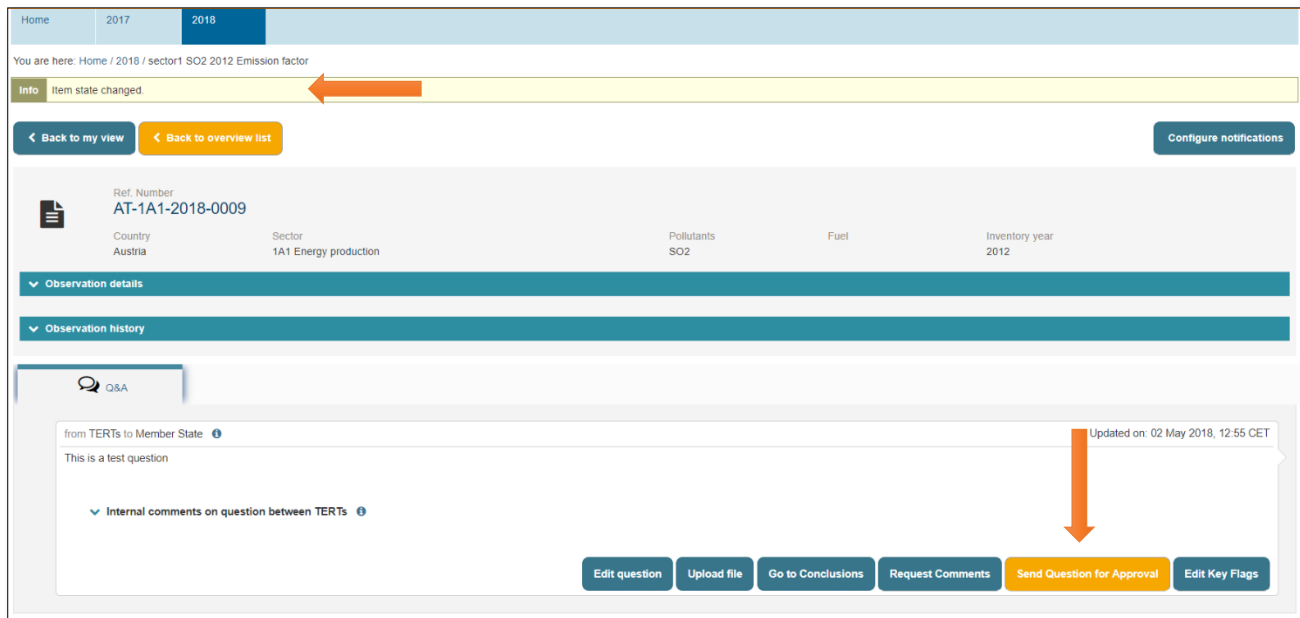 Home 2017 2018
You are here: Home / 2018 / sector1 SO2 2012 Emission factor
Info Item state changed.
Back to my view Back to overview list Configure notifications
Ref. Number
AT-1A1-2018-0009
Country Sector Pollutants Fuel Inventory year
Austria 1A1 Energy production SO2 2012
Observation details
Observation history
Q&A
from TERTs to Member State Updated on: 02 May 2018, 12:55 CET
This is a test question
Internal comments on question between TERTs
Edit question Upload file Go to Conclusions Request Comments Send Question for Approval Edit Key Flags